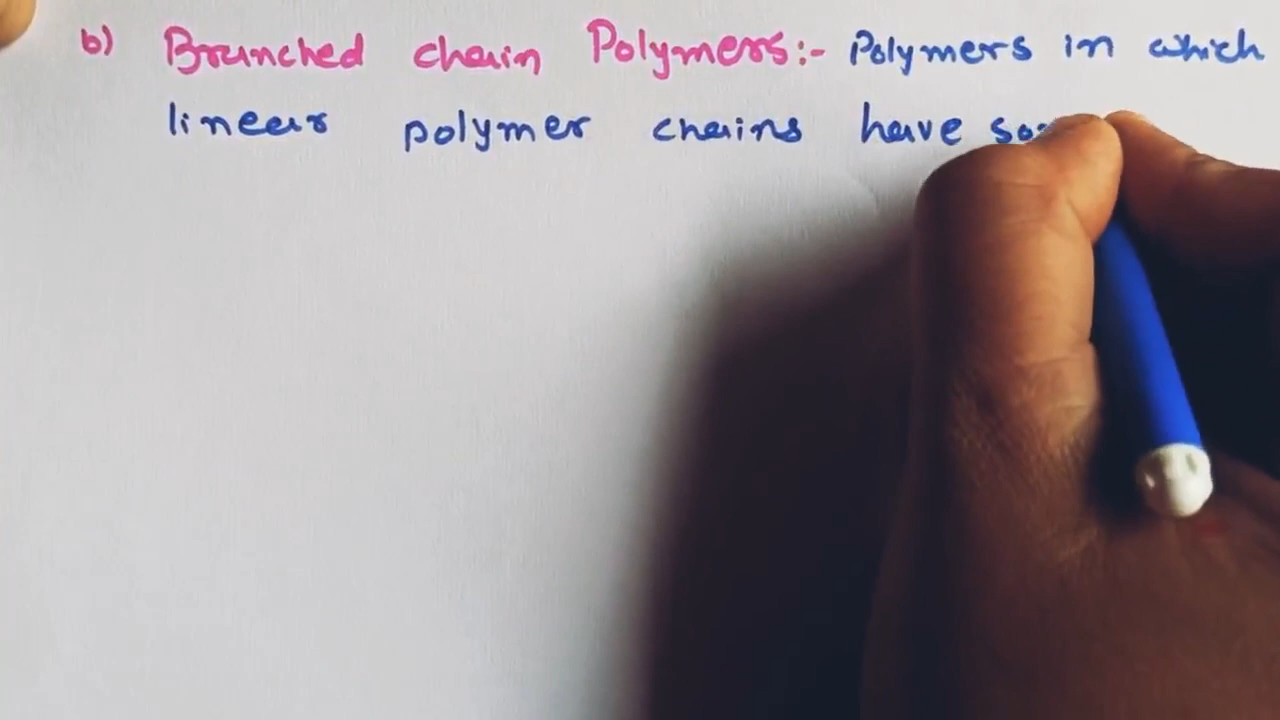 b) Branched chain Polymers:- Polymers in which
linear polymer chains have